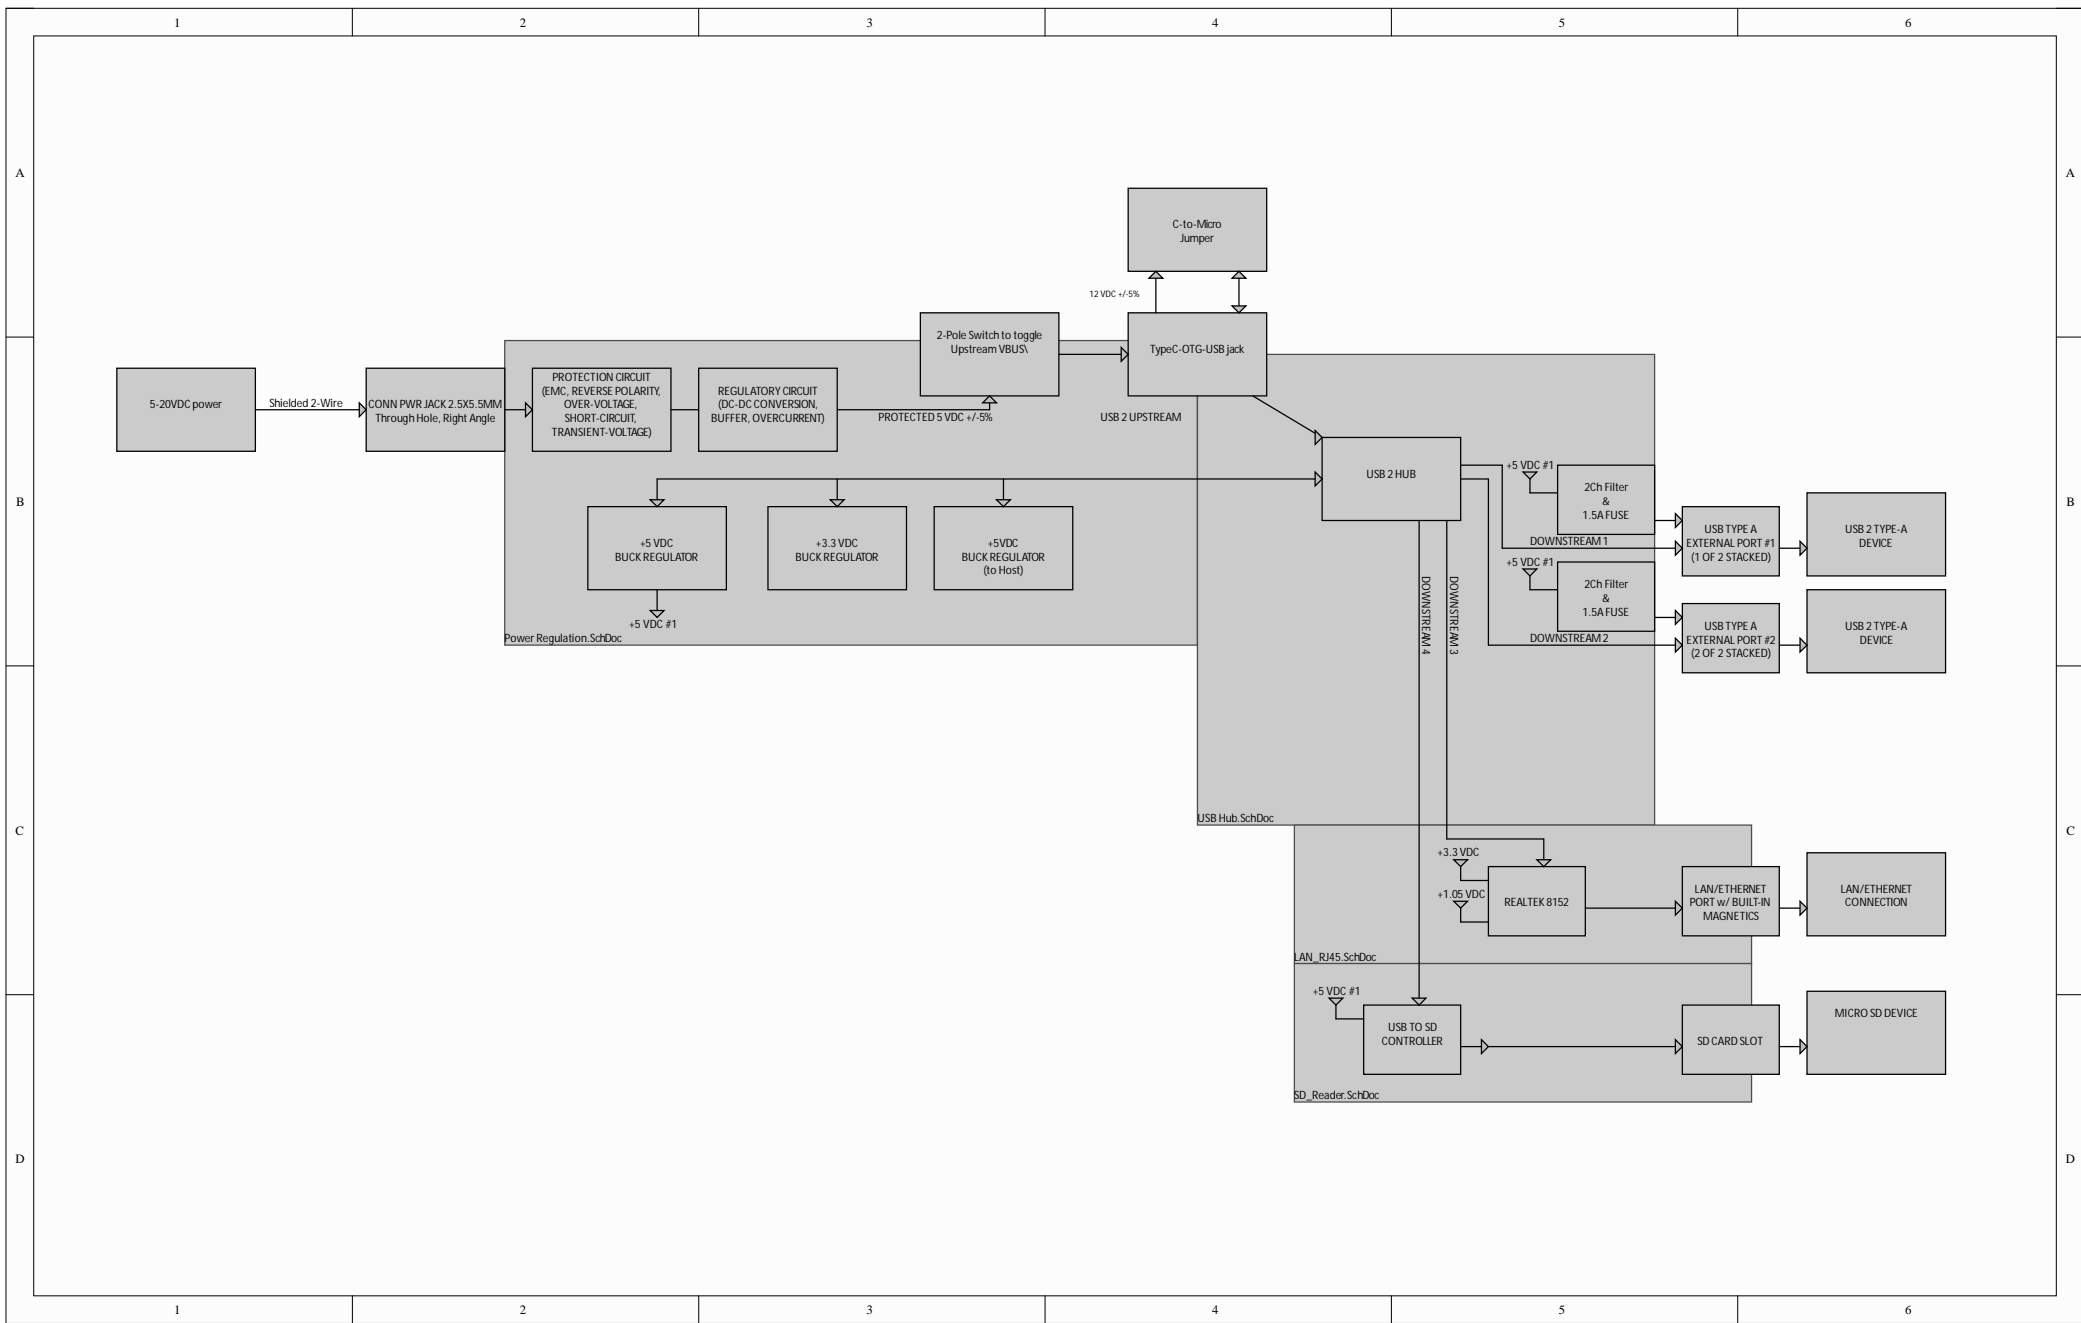 1 2 3 4 5 6
A A
C-to-Micro
Jumper
12 VDC +/-5%
2-Pole Switch to toggle
Upstream VBUS\
TypeC-OTG-USB jack
5-20VDC power
Shielded 2-Wire
CONN PWR JACK 2.5X5.5MM
Through Hole, Right Angle
PROTECTION CIRCUIT
(EMC, REVERSE POLARITY,
OVER-VOLTAGE,
SHORT-CIRCUIT,
TRANSIENT-VOLTAGE)
REGULATORY CIRCUIT
(DC-DC CONVERSION,
BUFFER, OVERCURRENT)
PROTECTED 5 VDC +/-5%
USB 2 UPSTREAM
USB 2 HUB
B B
+5 VDC
BUCK REGULATOR
+3.3 VDC
BUCK REGULATOR
+5VDC
BUCK REGULATOR
(to Host)
+5 VDC #1
Power Regulation.SchDoc
+5 VDC #1
2Ch Filter
&
1.5A FUSE
DOWNSTREAM 1
USB TYPE A
EXTERNAL PORT #1
(1 OF 2 STACKED)
USB 2 TYPE-A
DEVICE
+5 VDC #1
2Ch Filter
&
1.5A FUSE
DOWNSTREAM 2
USB TYPE A
EXTERNAL PORT #2
(2 OF 2 STACKED)
USB 2 TYPE-A
DEVICE
DOWNSTREAM 4
DOWNSTREAM 3
USB Hub.SchDoc
C C
+3.3 VDC
+1.05 VDC
REALTEK 8152
LAN/ETHERNET
PORT w/ BUILT-IN
MAGNETICS
LAN/ETHERNET
CONNECTION
LAN_RJ45.SchDoc
+5 VDC #1
USB TO SD
CONTROLLER
SD CARD SLOT
MICRO SD DEVICE
SD_Reader.SchDoc
D D
1 2 3 4 5 6